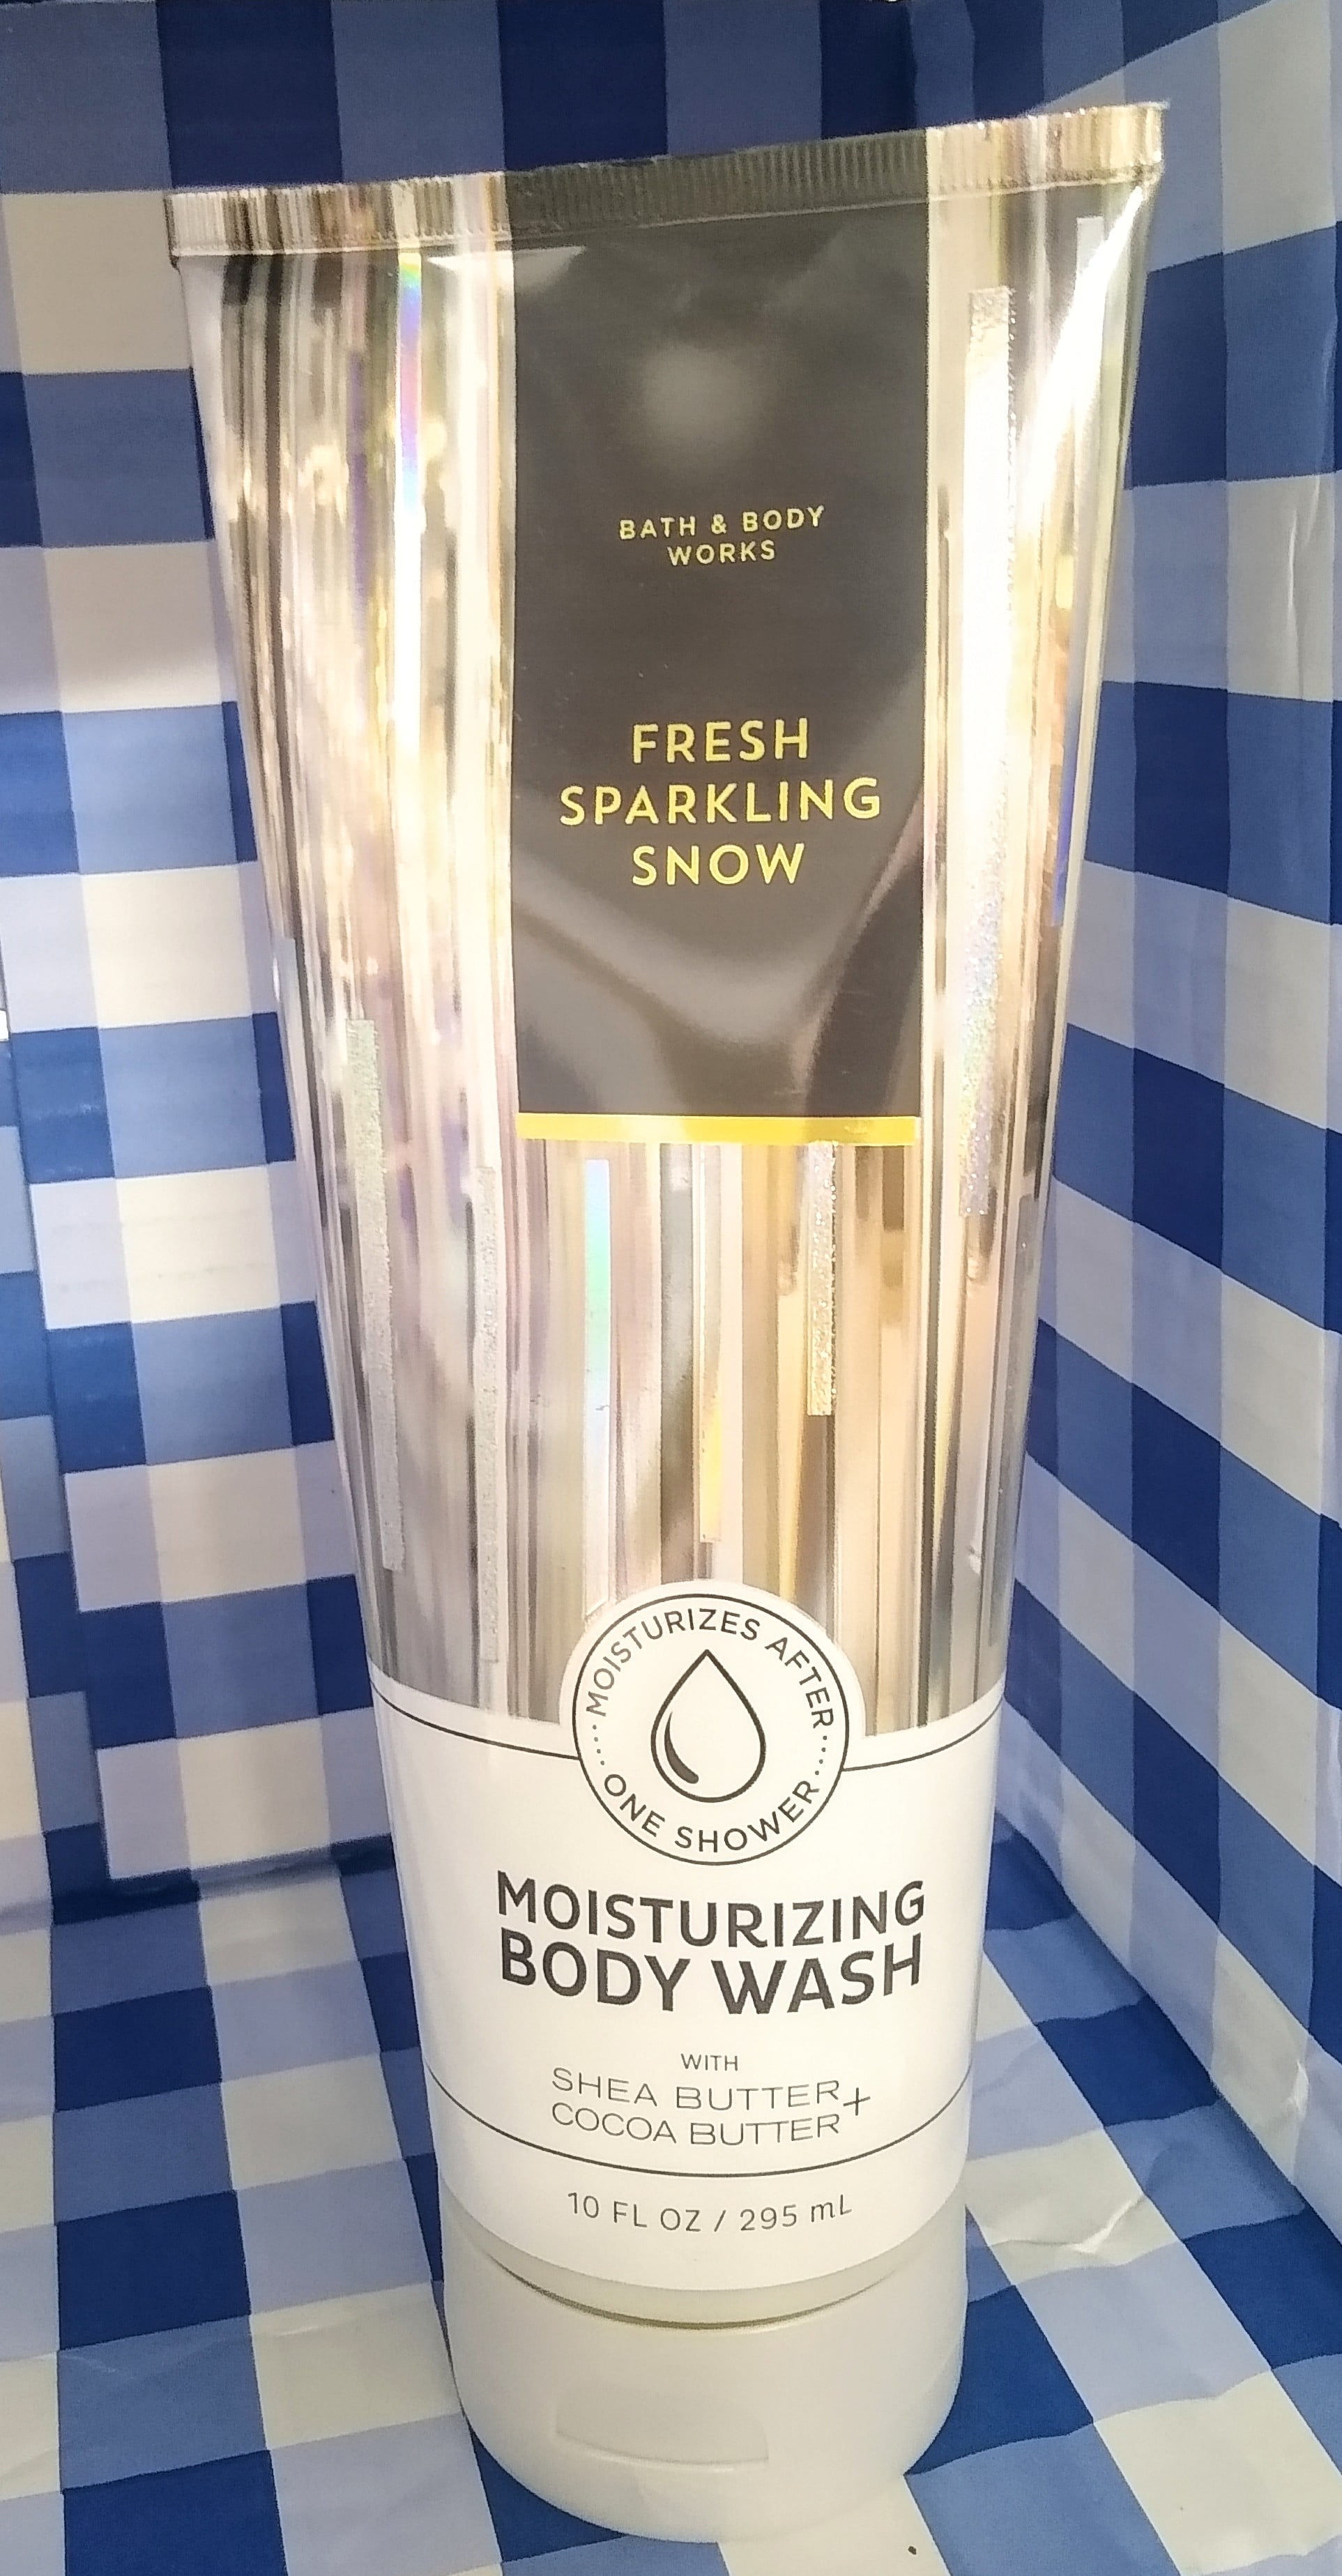 BATH & BODY
WORKS
FRESH
SPARKLING
SNOW
MOISTURIZES AFTER
ONE SHOWER
MOISTURIZING
BODY WASH
WITH
SHEA BUTTER +
COCOA BUTTER
10 FL OZ / 295 mL